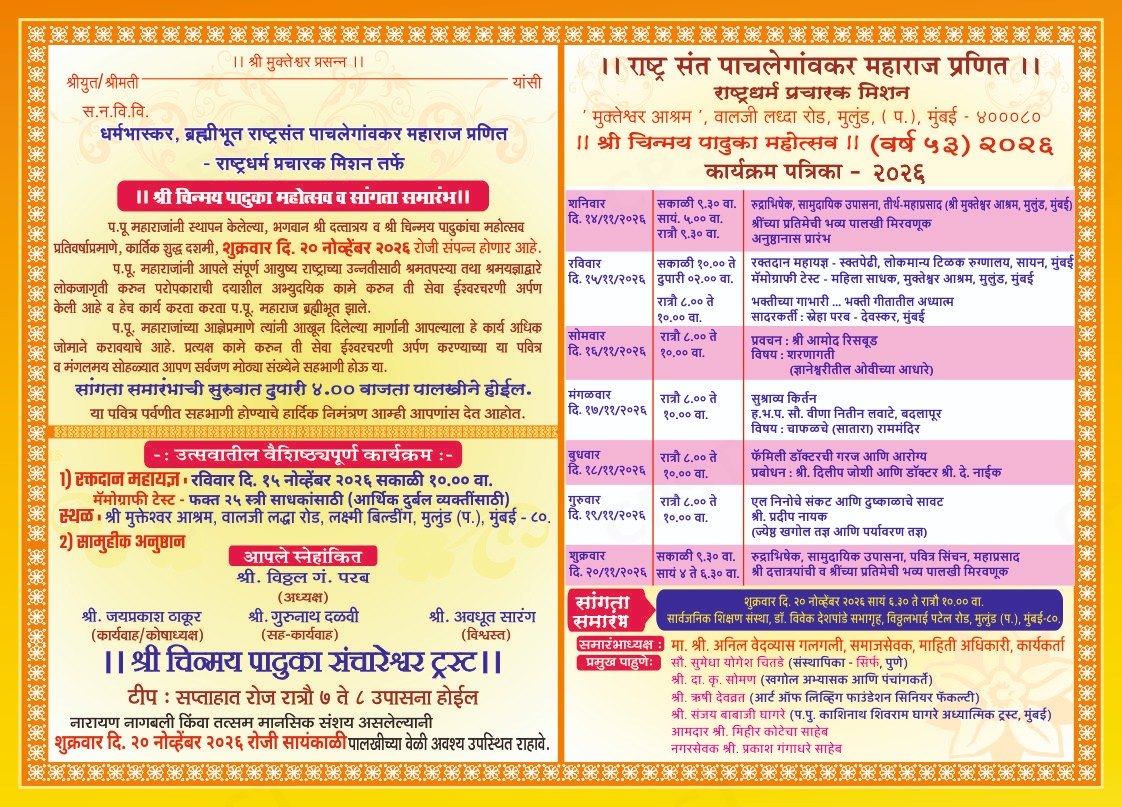 ।। श्री मुक्तेश्वर प्रसन्न ।।
श्रीयुत/श्रीमती यांसी
स.न.वि.वि.
धर्मभास्कर, ब्रह्मीभूत राष्ट्रसंत पाचलेगांवकर महाराज प्रणित
- राष्ट्रधर्म प्रचारक मिशन तर्फे
।। श्री चिन्मय पादुका महोत्सव व सांगता समारंभ।।
प.पू महाराजांनी स्थापन केलेल्या, भगवान श्री दत्तात्रय व श्री चिन्मय पादुकांचा महोत्सव
प्रतिवर्षाप्रमाणे, कार्तिक शुद्ध दशमी, शुक्रवार दि. २० नोव्हेंबर २०२६ रोजी संपन्न होणार आहे.
प.पू. महाराजांनी आपले संपूर्ण आयुष्य राष्ट्राच्या उन्नतीसाठी श्रमतपस्या तथा श्रमयज्ञाद्वारे
लोकजागृती करुन परोपकाराची दयाशील अभ्युदयिक कामे करुन ती सेवा ईश्वरचरणी अर्पण
केली आहे व हेच कार्य करता करता प.पू. महाराज ब्रह्मीभूत झाले.
प.पू. महाराजांच्या आज्ञेप्रमाणे त्यांनी आखून दिलेल्या मार्गानी आपल्याला हे कार्य अधिक
जोमाने करावयाचे आहे. प्रत्यक्ष कामे करुन ती सेवा ईश्वरचरणी अर्पण करण्याच्या या पवित्र
व मंगलमय सोहळ्यात आपण सर्वजण मोठ्या संख्येने सहभागी होऊ या.
सांगता समारंभाची सुरुवात दुपारी ४.०० वाजता पालखीने होईल.
या पवित्र पर्वणीत सहभागी होण्याचे हार्दिक निमंत्रण आम्ही आपणांस देत आहोत.
-: उत्सवातील वैशिष्ठ्यपूर्ण कार्यक्रम :-
१) रक्तदान महायज्ञ - रविवार दि. १५ नोव्हेंबर २०२६ सकाळी १०.०० वा.
मॅमोग्राफी टेस्ट - फक्त २५ स्त्री साधकांसाठी (आर्थिक दुर्बल व्यक्तींसाठी)
स्थळ - श्री मुक्तेश्वर आश्रम, वालजी लद्धा रोड, लक्ष्मी बिल्डींग, मुलुंड (प.), मुंबई - ८०.
२) सामुहीक अनुष्ठान
आपले स्नेहांकित
श्री. विठ्ठल गं. परब
(अध्यक्ष)
श्री. जयप्रकाश ठाकूर श्री. गुरुनाथ दळवी श्री. अवधूत सारंग
(कार्यवाह/कोषाध्यक्ष) (सह-कार्यवाह) (विश्वस्त)
।। श्री चिन्मय पादुका संचारेश्वर ट्रस्ट।।
टीप : सप्ताहात रोज रात्रौ ७ ते ८ उपासना होईल
नारायण नागबली किंवा तत्सम मानसिक संशय असलेल्यानी
शुक्रवार दि. २० नोव्हेंबर २०२६ रोजी सायंकाळी पालखीच्या वेळी अवश्य उपस्थित राहावे.
।। राष्ट्र संत पाचलेगांवकर महाराज प्रणित ।।
राष्ट्रधर्म प्रचारक मिशन
' मुक्तेश्वर आश्रम ', वालजी लध्दा रोड, मुलुंड, ( प.), मुंबई - ४०००८०
।। श्री चिन्मय पादुका महोत्सव ।। (वर्ष ५३) २०२६
कार्यक्रम पत्रिका - २०२६
शनिवार सकाळी ९.३० वा. रुद्राभिषेक, सामुदायिक उपासना, तीर्थ-महाप्रसाद (श्री मुक्तेश्वर आश्रम, मुलुंड, मुंबई)
दि. १४/११/२०२६ सायं. ५.०० वा. श्रींच्या प्रतिमेची भव्य पालखी मिरवणूक
रात्रौ ९.३० वा. अनुष्ठानास प्रारंभ
रविवार सकाळी १०.०० ते रक्तदान महायज्ञ - रक्तपेढी, लोकमान्य टिळक रुग्णालय, सायन, मुंबई
दि. १५/११/२०२६ दुपारी ०२.०० वा. मॅमोग्राफी टेस्ट - महिला साधक, मुक्तेश्वर आश्रम, मुलुंड, मुंबई
रात्रौ ८.०० ते भक्तीच्या गाभारी ... भक्ती गीतातील अध्यात्म
१०.०० वा. सादरकर्ती : स्नेहा परब - देवस्कर, मुंबई
सोमवार रात्रौ ८.०० ते प्रवचन : श्री आमोद रिसबूड
दि. १६/११/२०२६ १०.०० वा. विषय : शरणागती
(ज्ञानेश्वरीतील ओवीच्या आधारे)
मंगळवार रात्रौ ८.०० ते सुश्राव्य किर्तन
दि. १७/११/२०२६ १०.०० वा. ह.भ.प. सौ. वीणा नितीन लवाटे, बदलापूर
विषय : चाफळचे (सातारा) राममंदिर
बुधवार रात्रौ ८.०० ते फॅमिली डॉक्टरची गरज आणि आरोग्य
दि. १८/११/२०२६ १०.०० वा. प्रबोधन : श्री. दिलीप जोशी आणि डॉक्टर श्री. दे. नाईक
गुरुवार रात्रौ ८.०० ते एल निनोचे संकट आणि दुष्काळाचे सावट
दि. १९/११/२०२६ १०.०० वा. श्री. प्रदीप नायक
(ज्येष्ठ खगोल तज्ञ आणि पर्यावरण तज्ञ)
शुक्रवार सकाळी ९.३० वा. रुद्राभिषेक, सामुदायिक उपासना, पवित्र सिंचन, महाप्रसाद
दि. २०/११/२०२६ सायं ४ ते ६.३० वा. श्री दत्तात्रयांची व श्रींच्या प्रतिमेची भव्य पालखी मिरवणूक
सांगता समारंभ
शुक्रवार दि. २० नोव्हेंबर २०२६ सायं ६.३० ते रात्रौ १०.०० वा.
सार्वजनिक शिक्षण संस्था, डॉ. विवेक देशपांडे सभागृह, विठ्ठलभाई पटेल रोड, मुलुंड (प.), मुंबई-८०.
समारंभाध्यक्ष : मा. श्री. अनिल वेदव्यास गलगली, समाजसेवक, माहिती अधिकारी, कार्यकर्ता
प्रमुख पाहुणे: सौ. सुमेधा योगेश चितडे (संस्थापिका - सिर्फ, पुणे)
श्री. दा. कृ. सोमण (खगोल अभ्यासक आणि पंचांगकर्ते)
श्री. ऋषी देवव्रत (आर्ट ऑफ लिव्हिंग फाउंडेशन सिनियर फॅकल्टी)
श्री. संजय बाबाजी घागरे (प.पु. काशिनाथ शिवराम घागरे अध्यात्मिक ट्रस्ट, मुंबई)
आमदार श्री. मिहीर कोटेचा साहेब
नगरसेवक श्री. प्रकाश गंगाधरे साहेब